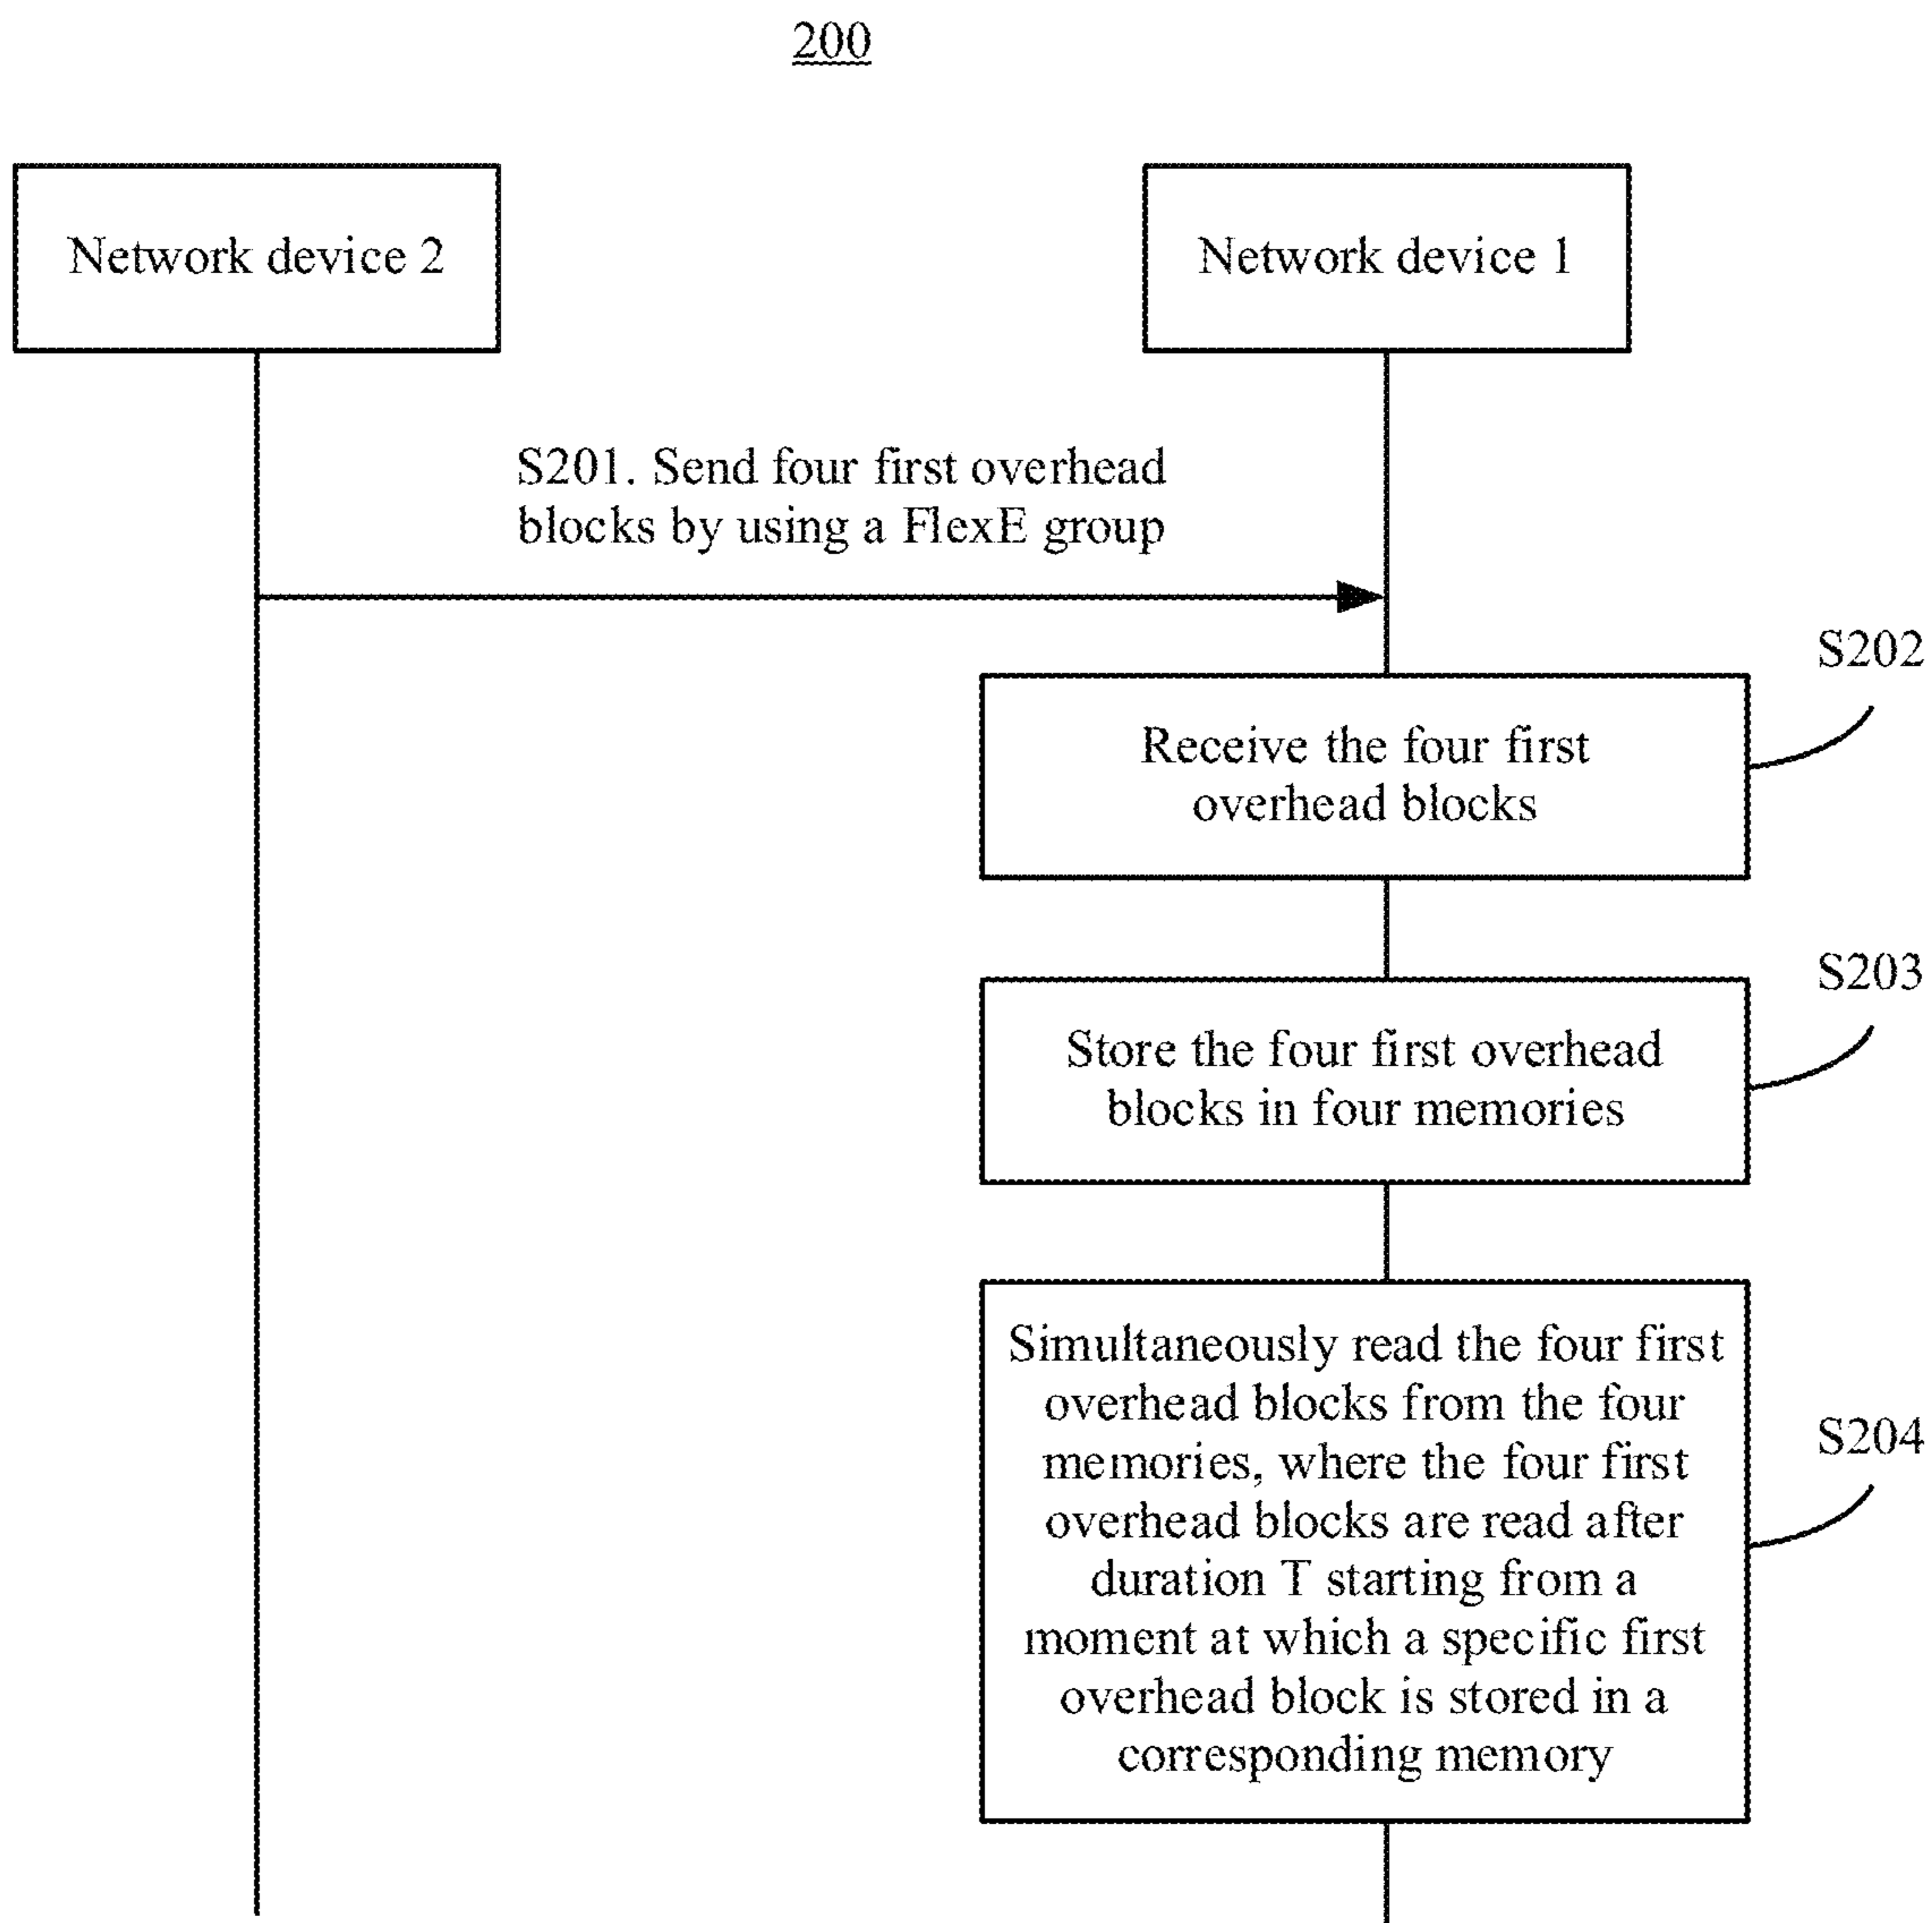 200
Network device 2
Network device 1
S201. Send four first overhead
blocks by using a FlexE group
S202
Receive the four first
overhead blocks
S203
Store the four first overhead
blocks in four memories
Simultaneously read the four first
overhead blocks from the four
memories, where the four first
overhead blocks are read after
duration T starting from a
moment at which a specific first
overhead block is stored in a
corresponding memory
S204